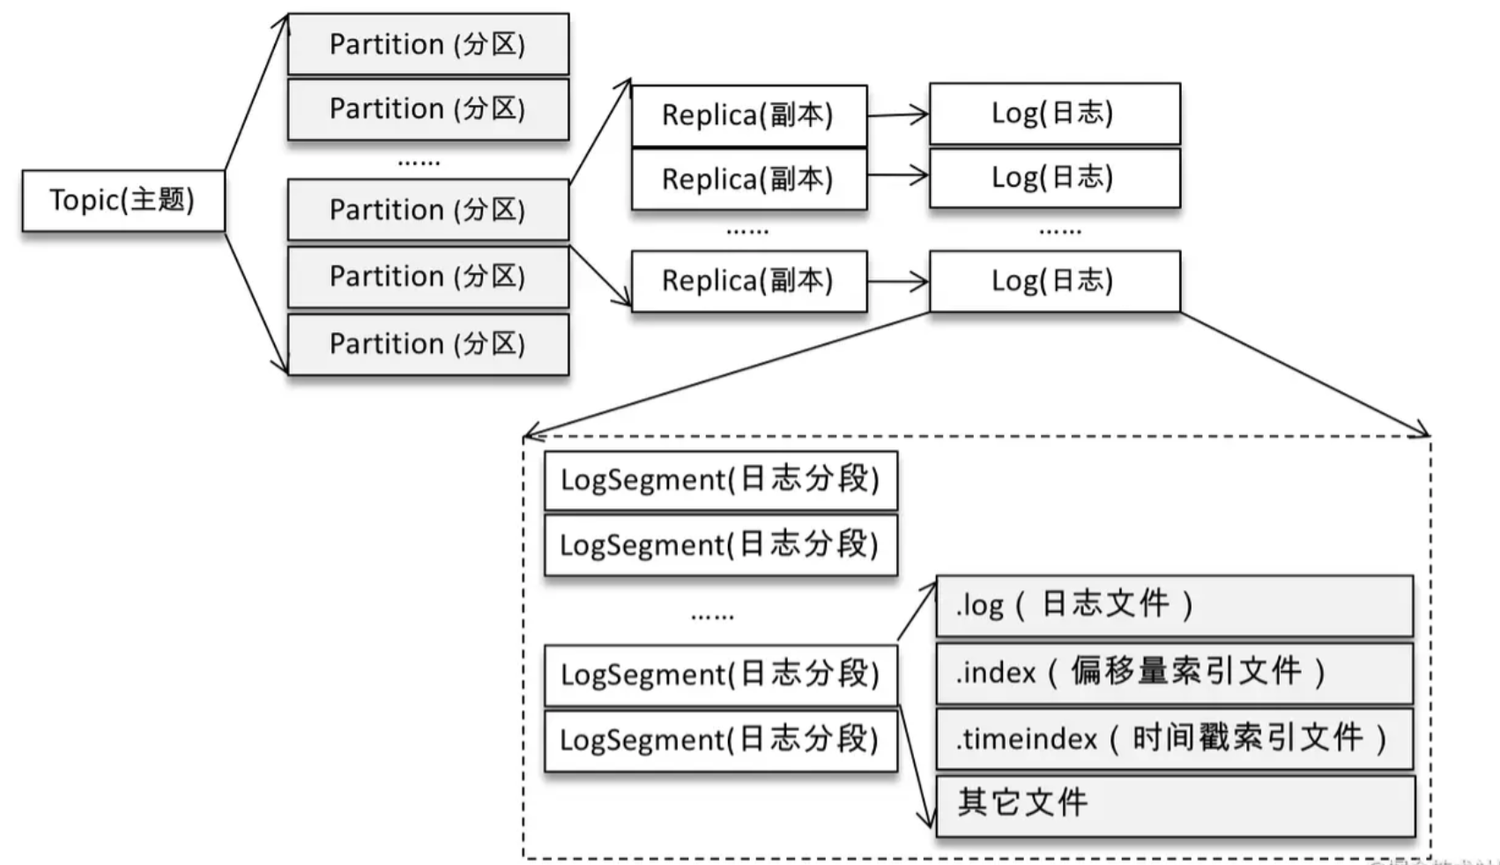 Topic(主题)
Partition (分区)
Partition (分区)
……
Partition (分区)
Partition (分区)
Partition (分区)
Replica(副本)
Replica(副本)
……
Replica(副本)
Log(日志)
Log(日志)
……
Log(日志)
LogSegment(日志分段)
LogSegment(日志分段)
……
LogSegment(日志分段)
LogSegment(日志分段)
.log（日志文件）
.index（偏移量索引文件）
.timeindex（时间戳索引文件）
其它文件